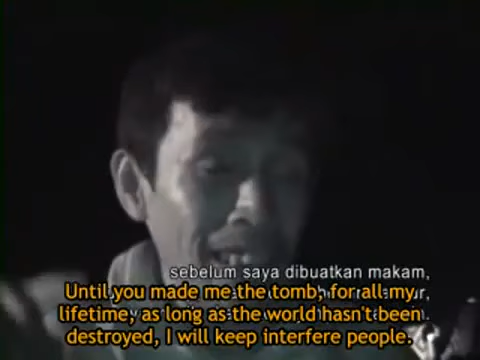 sebelum saya dibuatkan makam,
Until you made me the tomb, for all my
lifetime, as long as the world hasn't been
destroyed, I will keep interfere people.